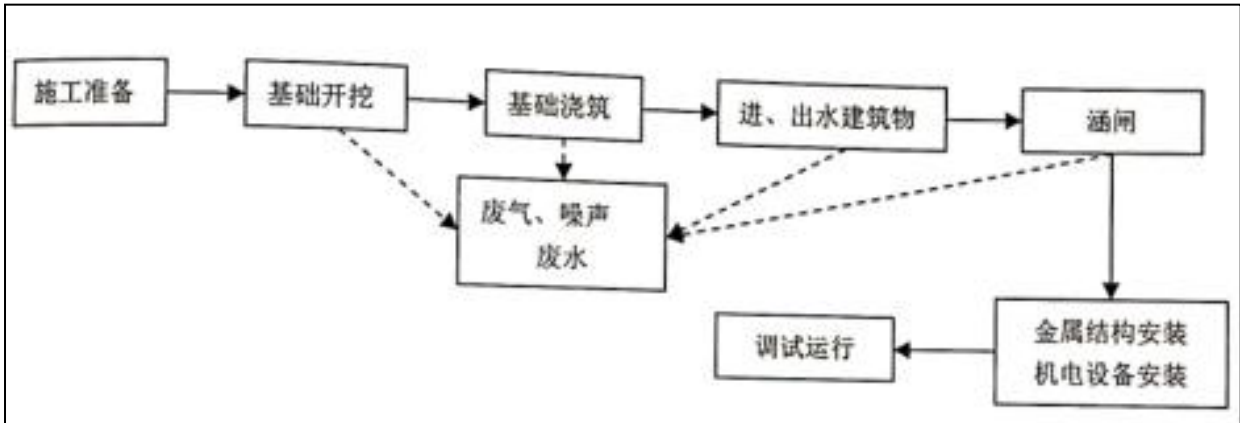 施工准备
基础开挖
基础浇筑
进、出水建筑物
涵闸
废气、噪声
废水
金属结构安装
机电设备安装
调试运行